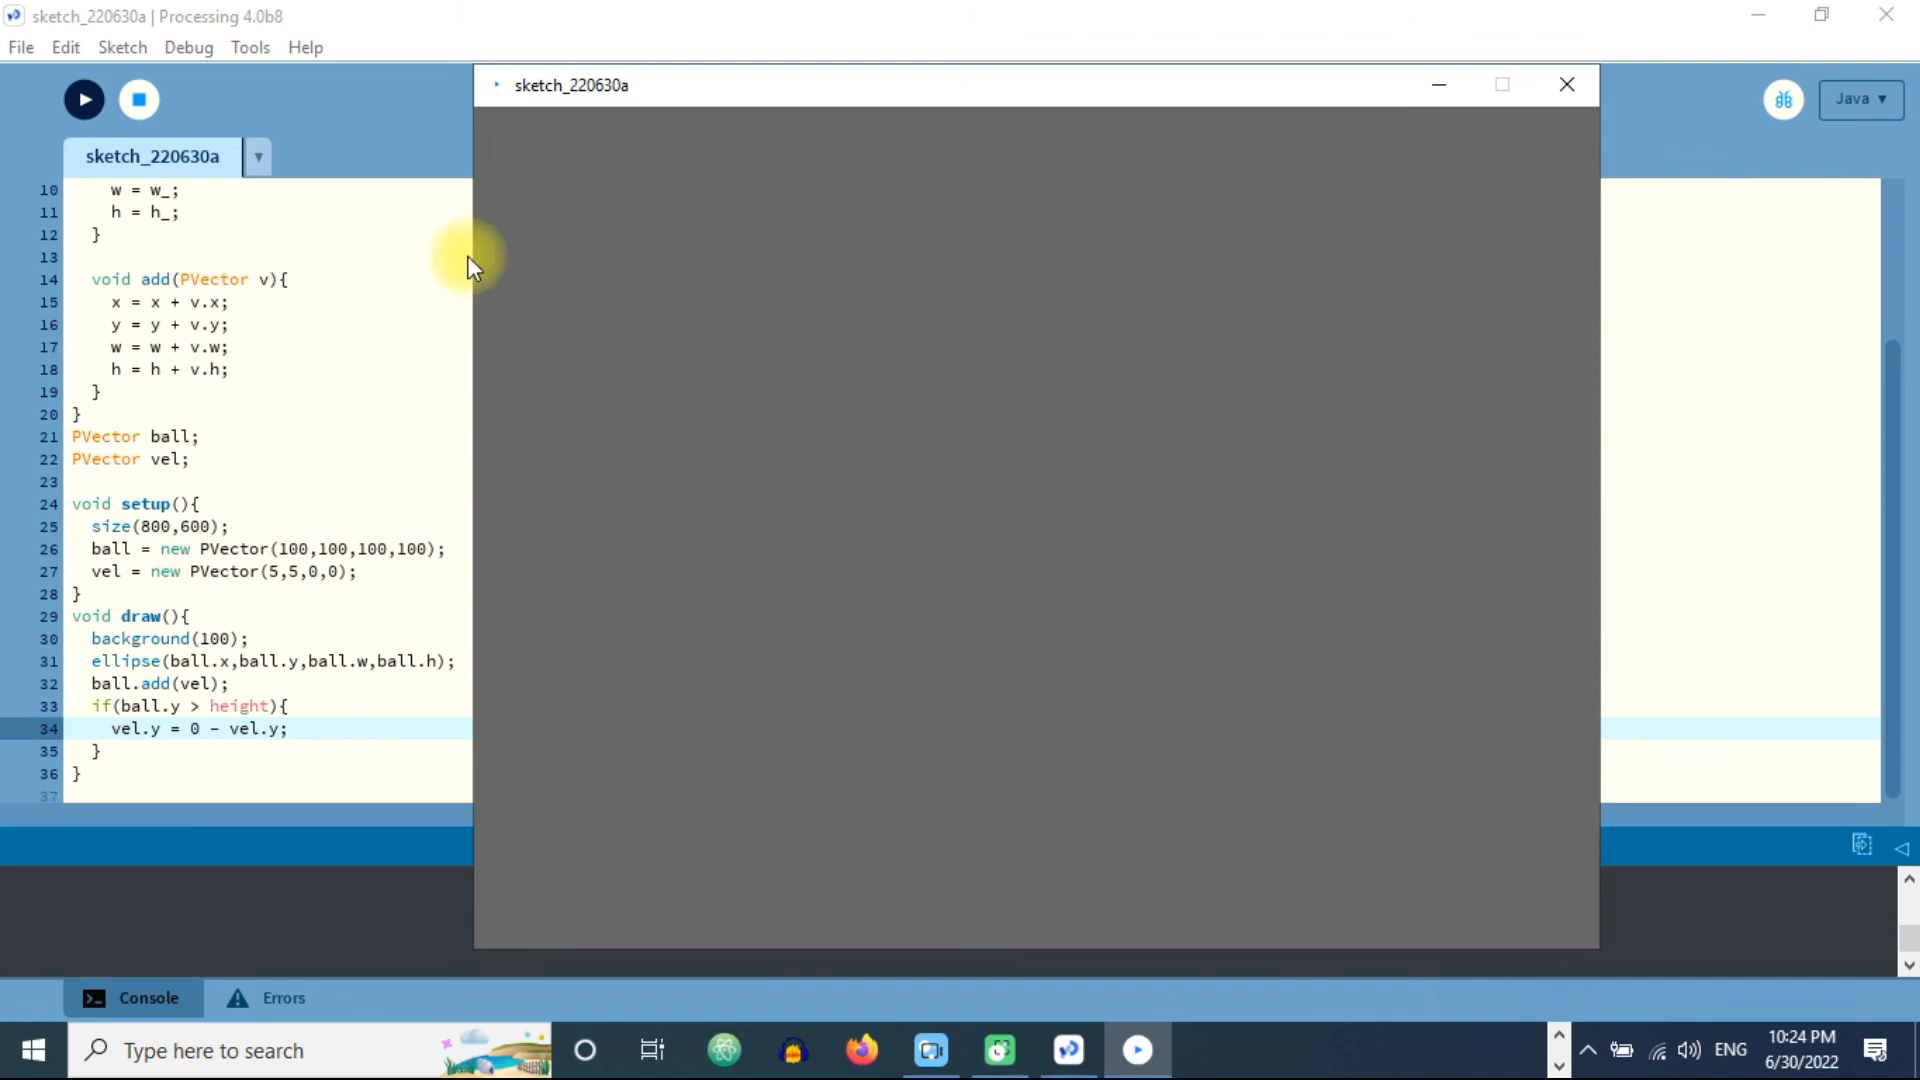 sketch_220630a | Processing 4.0b8
File Edit Sketch Debug Tools Help
sketch_220630a
Java ▼
sketch_220630a ▼
10 w = w_;
11 h = h_;
12 }
13
14 void add(PVector v){
15 x = x + v.x;
16 y = y + v.y;
17 w = w + v.w;
18 h = h + v.h;
19 }
20 }
21 PVector ball;
22 PVector vel;
23
24 void setup(){
25 size(800,600);
26 ball = new PVector(100,100,100,100);
27 vel = new PVector(5,5,0,0);
28 }
29 void draw(){
30 background(100);
31 ellipse(ball.x,ball.y,ball.w,ball.h);
32 ball.add(vel);
33 if(ball.y > height){
34 vel.y = 0 - vel.y;
35 }
36 }
37
Console Errors
Type here to search
ENG
10:24 PM
6/30/2022